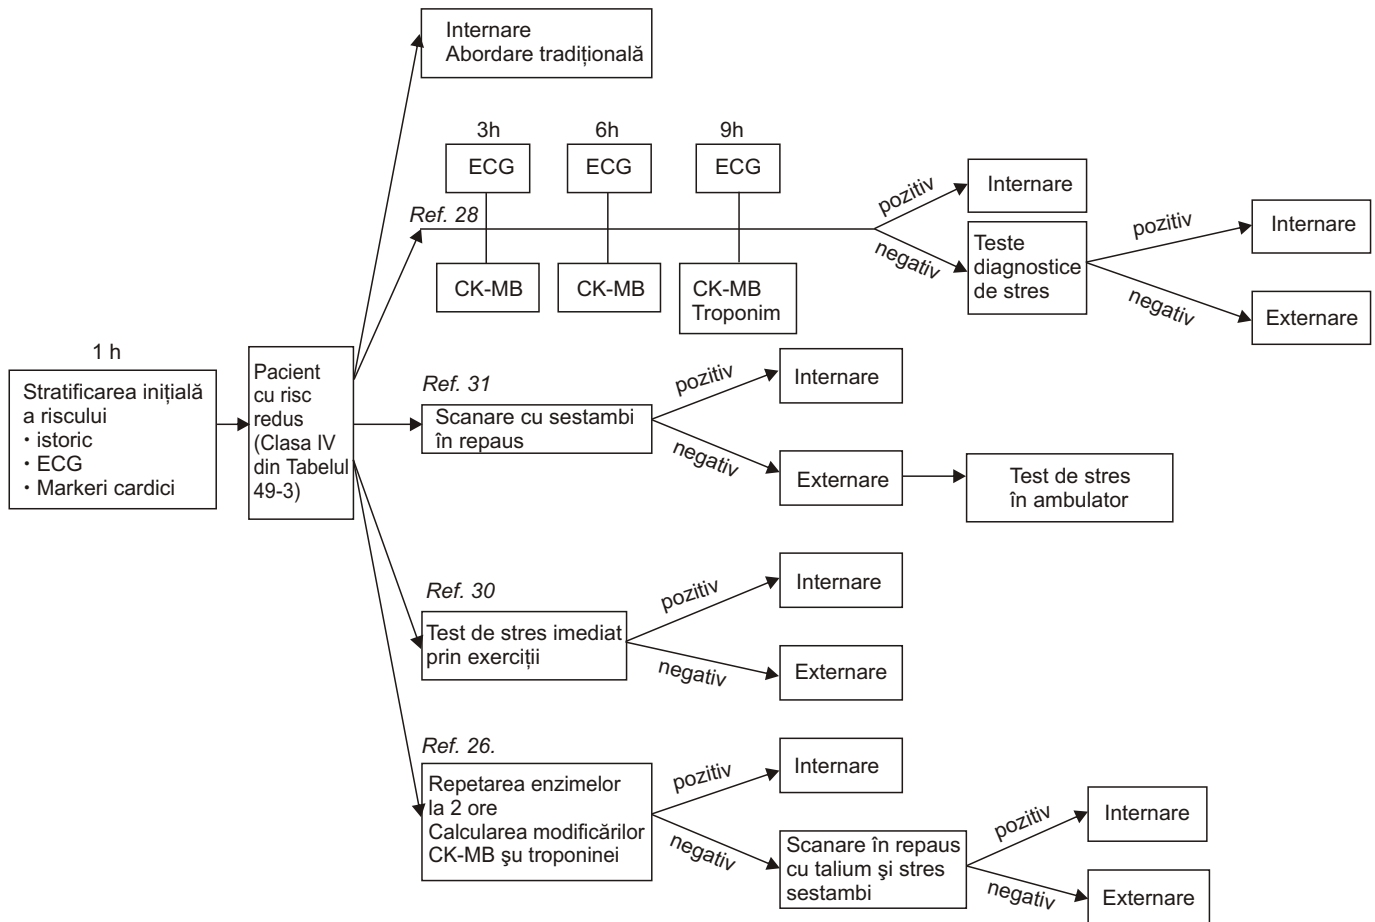 Internare
Abordare tradițională
3h
6h
9h
ECG
ECG
ECG
Ref. 28
CK-MB
CK-MB
CK-MB
Troponim
pozitiv
negativ
Internare
Teste
diagnostice
de stres
pozitiv
negativ
Internare
Externare
1 h
Stratificarea inițială
a riscului
• istoric
• ECG
• Markeri cardici
Pacient
cu risc
redus
(Clasa IV
din Tabelul
49-3)
Ref. 31
Scanare cu sestambi
în repaus
pozitiv
negativ
Internare
Externare
Test de stres
în ambulator
Ref. 30
Test de stres imediat
prin exerciții
pozitiv
negativ
Internare
Externare
Ref. 26.
Repetarea enzimelor
la 2 ore
Calcularea modificărilor
CK-MB şu troponinei
pozitiv
negativ
Internare
Scanare în repaus
cu talium şi stres
sestambi
pozitiv
negativ
Internare
Externare